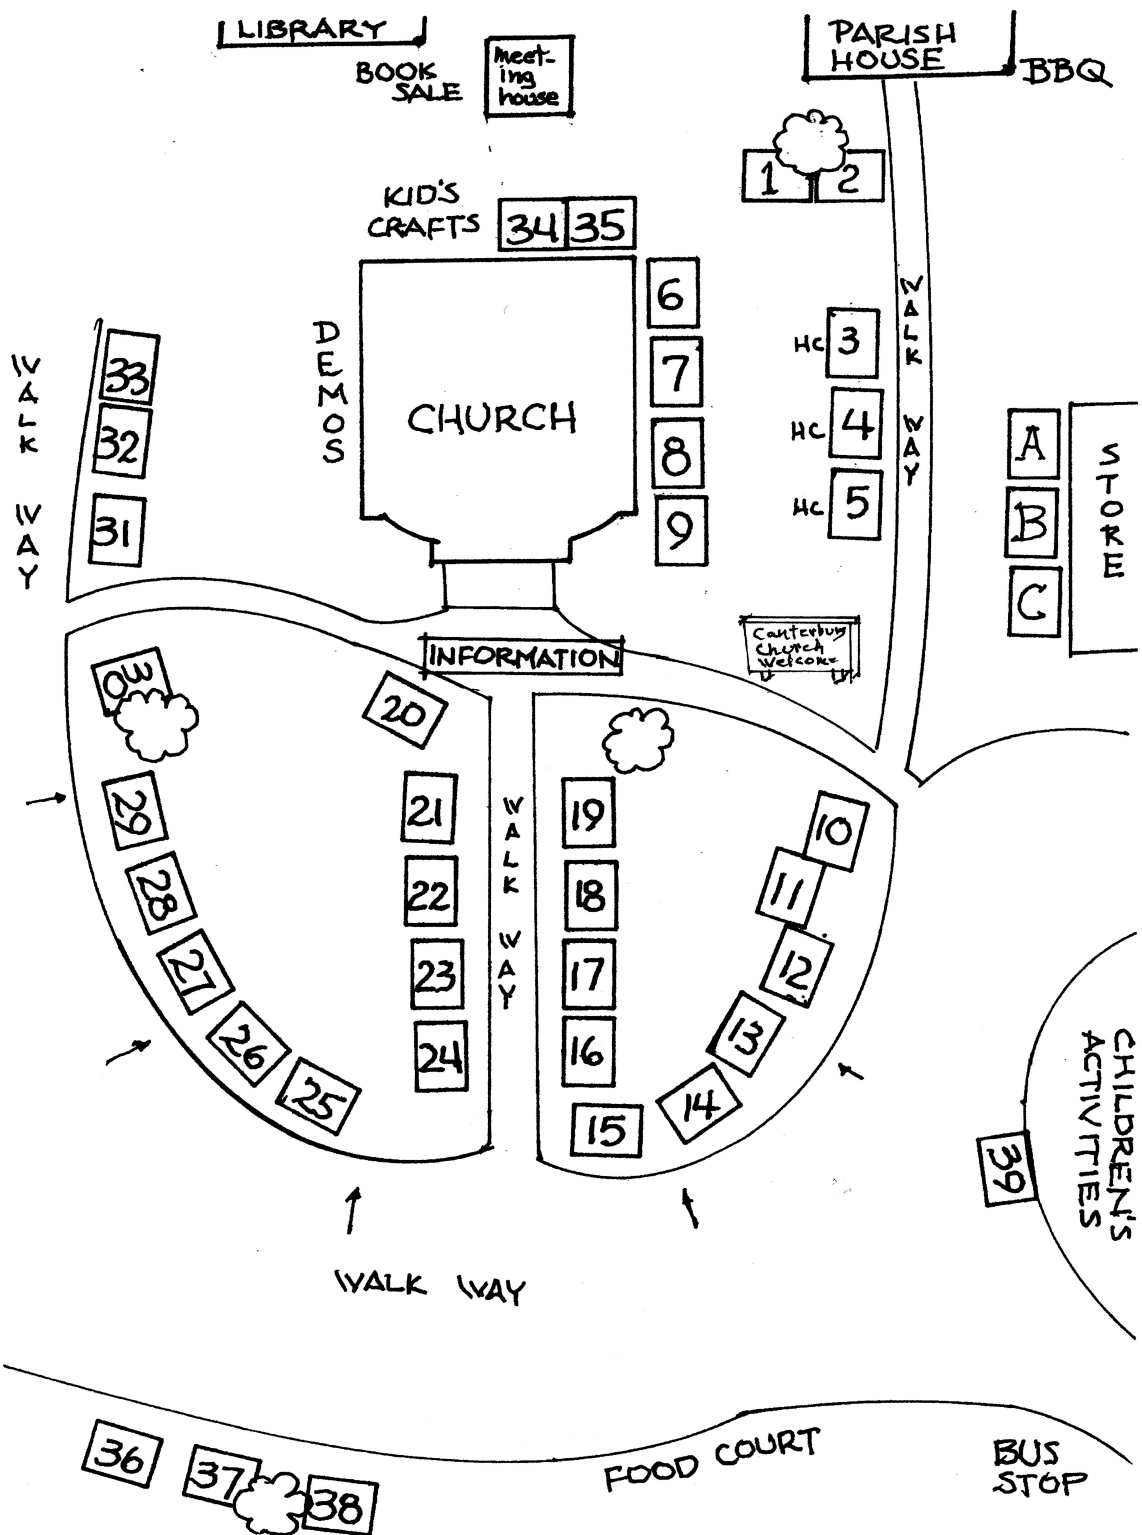 LIBRARY
BOOK
SALE
Meet-
ing
house
PARISH
HOUSE
BBQ
1
2
KID'S
CRAFTS
34
35
6
7
8
9
DEMOS
CHURCH
HC 3
HC 4
HC 5
WALK WAY
A
B
C
STORE
WALK WAY
33
32
31
INFORMATION
Canterbury
Church
Welcome
30
29
28
27
26
25
20
21
22
23
24
WALK WAY
19
18
17
16
15
10
11
12
13
14
39
CHILDREN'S
ACTIVITIES
WALK WAY
36
37
38
FOOD COURT
BUS
STOP